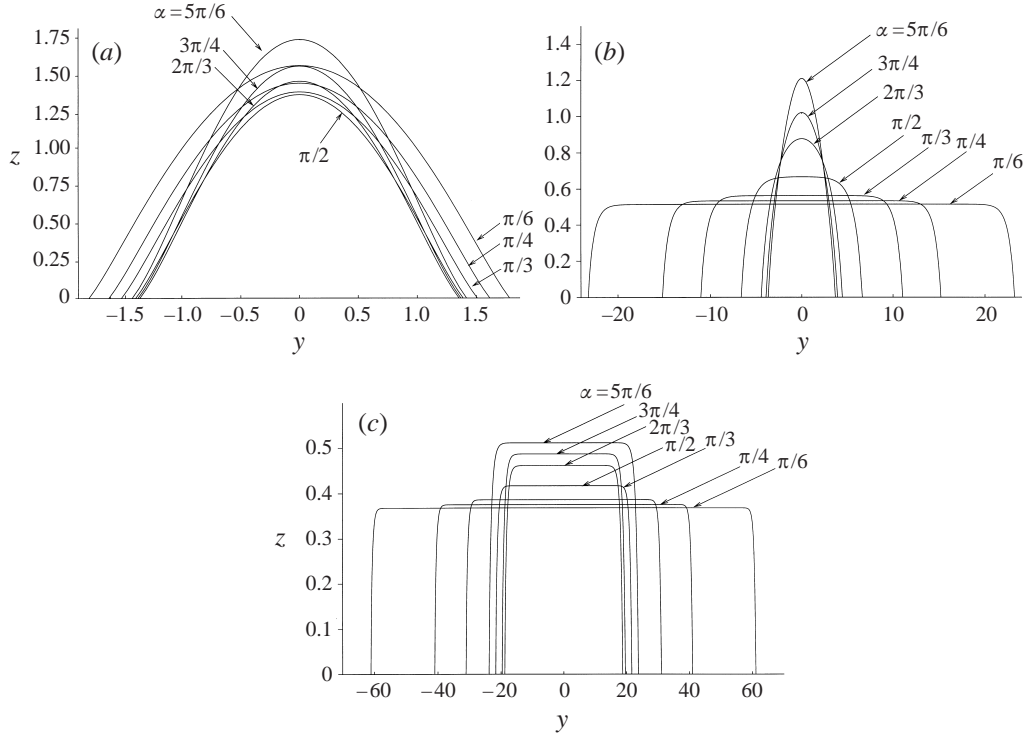 (a)
α = 5π/6
3π/4
2π/3
π/2
π/6
π/4
π/3
1.75
1.50
1.25
1.00
0.75
0.50
0.25
0
z
−1.5
−1.0
−0.5
0
0.5
1.0
1.5
y
(b)
α = 5π/6
3π/4
2π/3
π/2
π/3
π/4
π/6
1.4
1.2
1.0
0.8
0.6
0.4
0.2
0
−20
−10
0
10
20
y
(c)
α = 5π/6
3π/4
2π/3
π/2
π/3
π/4
π/6
0.5
0.4
0.3
0.2
0.1
0
z
−60
−40
−20
0
20
40
60
y